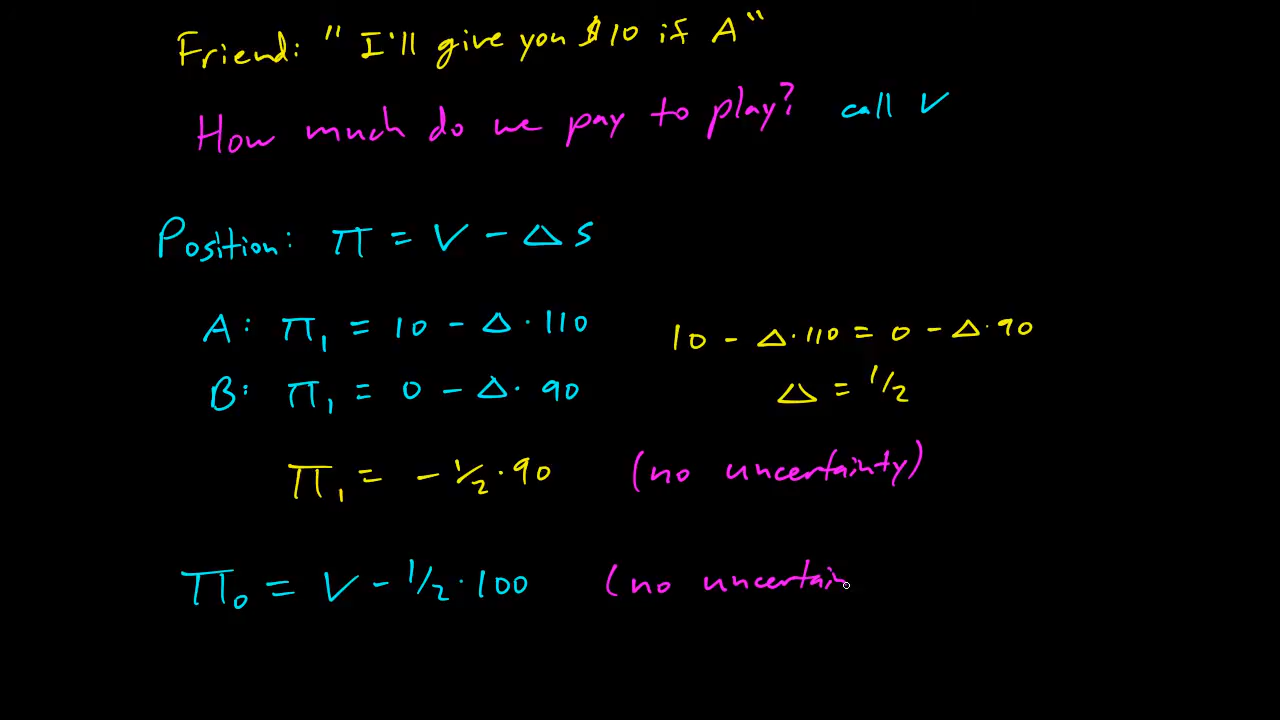 Friend: "I'll give you $10 if A"
How much do we pay to play? call V
Position: Π = V - Δ S
A: Π₁ = 10 - Δ · 110
10 - Δ · 110 = 0 - Δ · 90
B: Π₁ = 0 - Δ · 90
Δ = 1/2
Π₁ = - 1/2 · 90 (no uncertainty)
Π₀ = V - 1/2 · 100 (no uncertain